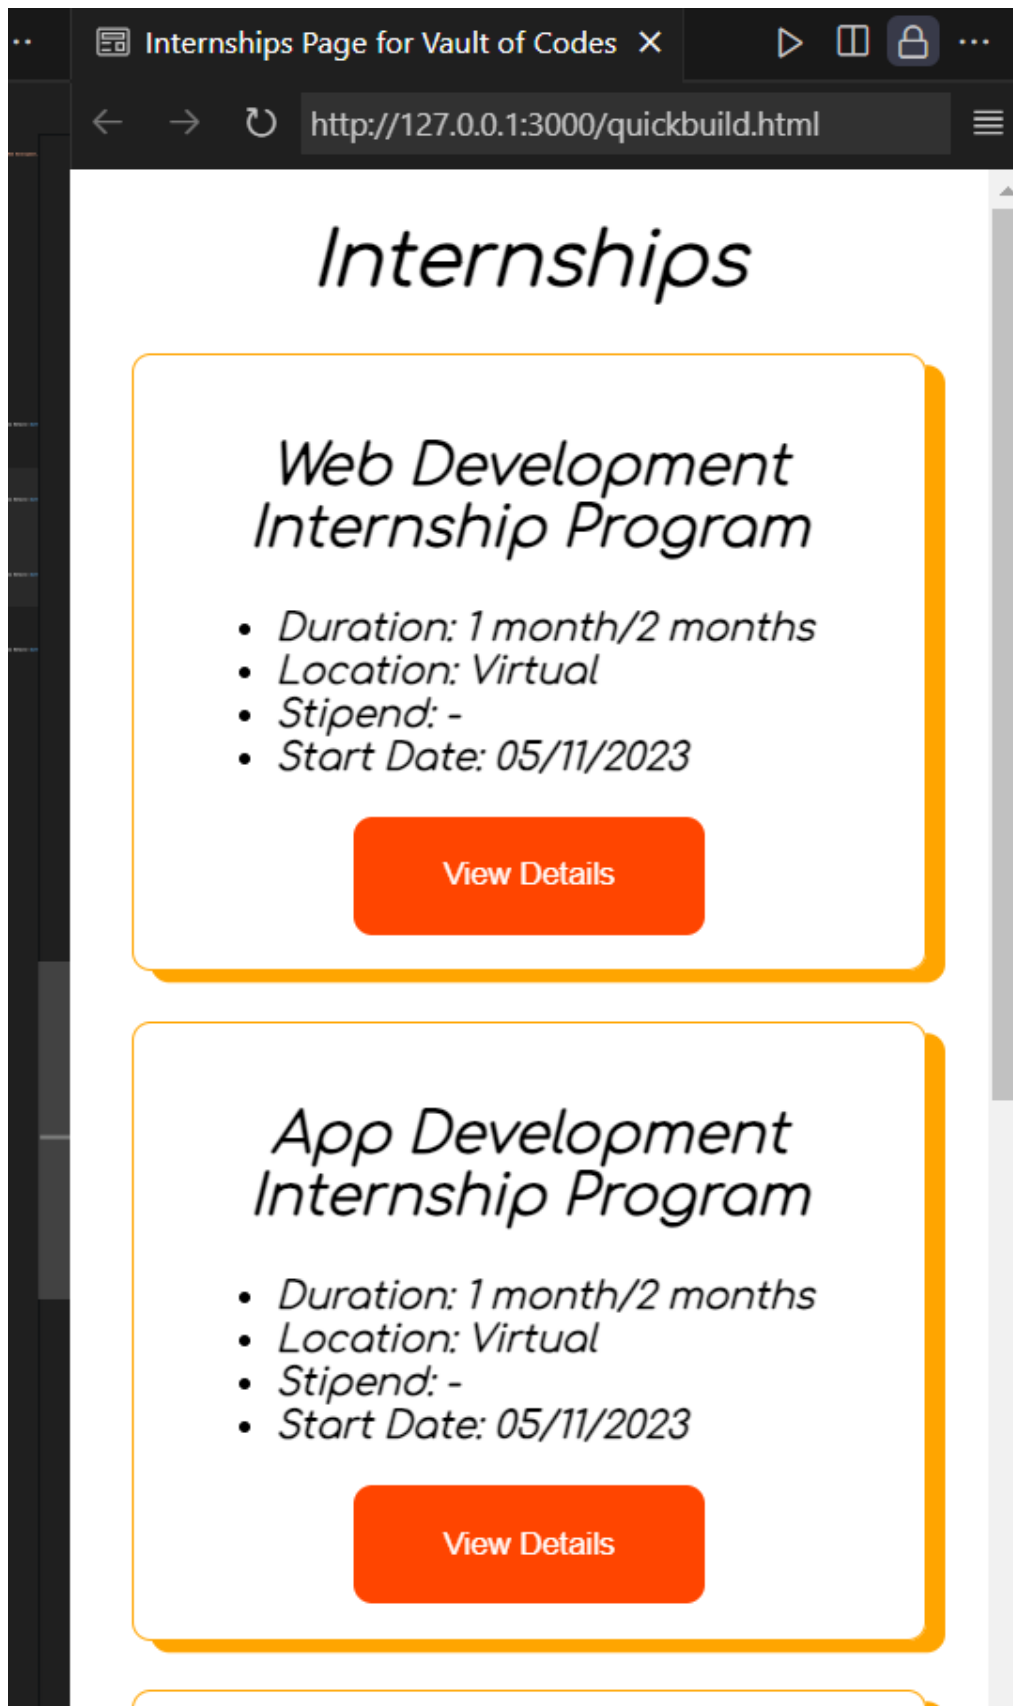 Internships Page for Vault of Codes
http://127.0.0.1:3000/quickbuild.html
Internships
Web Development
Internship Program
Duration: 1 month/2 months
Location: Virtual
Stipend: -
Start Date: 05/11/2023
View Details
App Development
Internship Program
Duration: 1 month/2 months
Location: Virtual
Stipend: -
Start Date: 05/11/2023
View Details